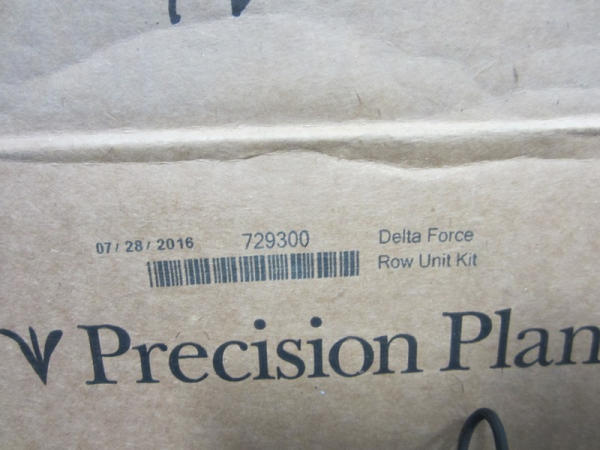 07/ 28 / 2016 729300 Delta Force
Row Unit Kit
Precision Plan